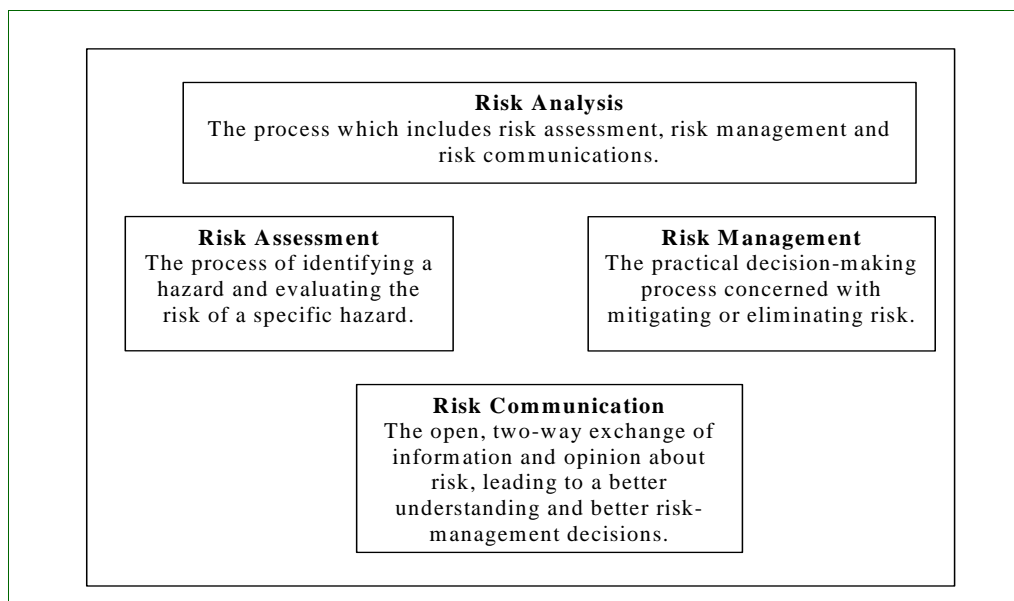 Risk Analysis
The process which includes risk assessment, risk management and
risk communications.
Risk Assessment
The process of identifying a
hazard and evaluating the
risk of a specific hazard.
Risk Management
The practical decision-making
process concerned with
mitigating or eliminating risk.
Risk Communication
The open, two-way exchange of
information and opinion about
risk, leading to a better
understanding and better risk-
management decisions.